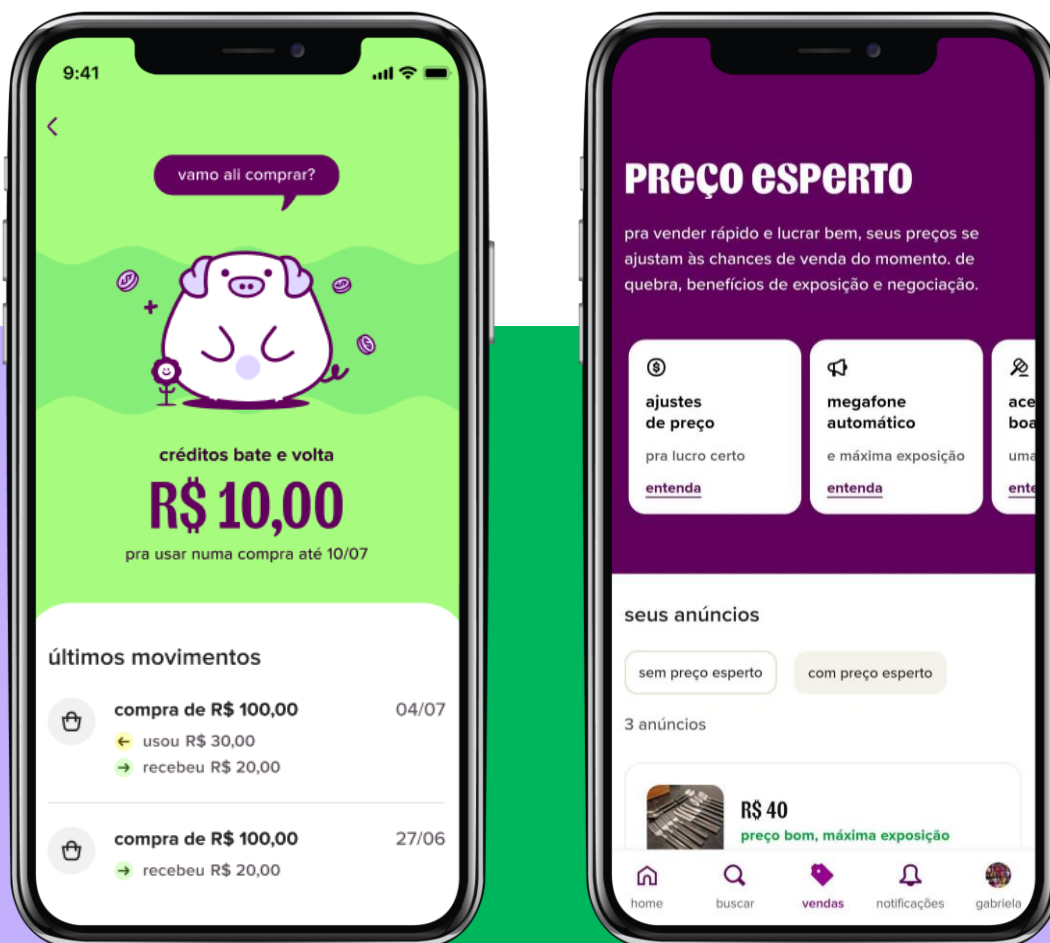 9:41
vamo ali comprar?
créditos bate e volta
R$ 10,00
pra usar numa compra até 10/07
últimos movimentos
compra de R$ 100,00 04/07
usou R$ 30,00
recebeu R$ 20,00
compra de R$ 100,00 27/06
recebeu R$ 20,00
PREÇO ESPERTO
pra vender rápido e lucrar bem, seus preços se
ajustam às chances de venda do momento. de
quebra, benefícios de exposição e negociação.
ajustes
de preço
pra lucro certo
entenda
megafone
automático
e máxima exposição
entenda
ace
boa
uma
ente
seus anúncios
sem preço esperto com preço esperto
3 anúncios
R$ 40
preço bom, máxima exposição
home buscar vendas notificações gabriela